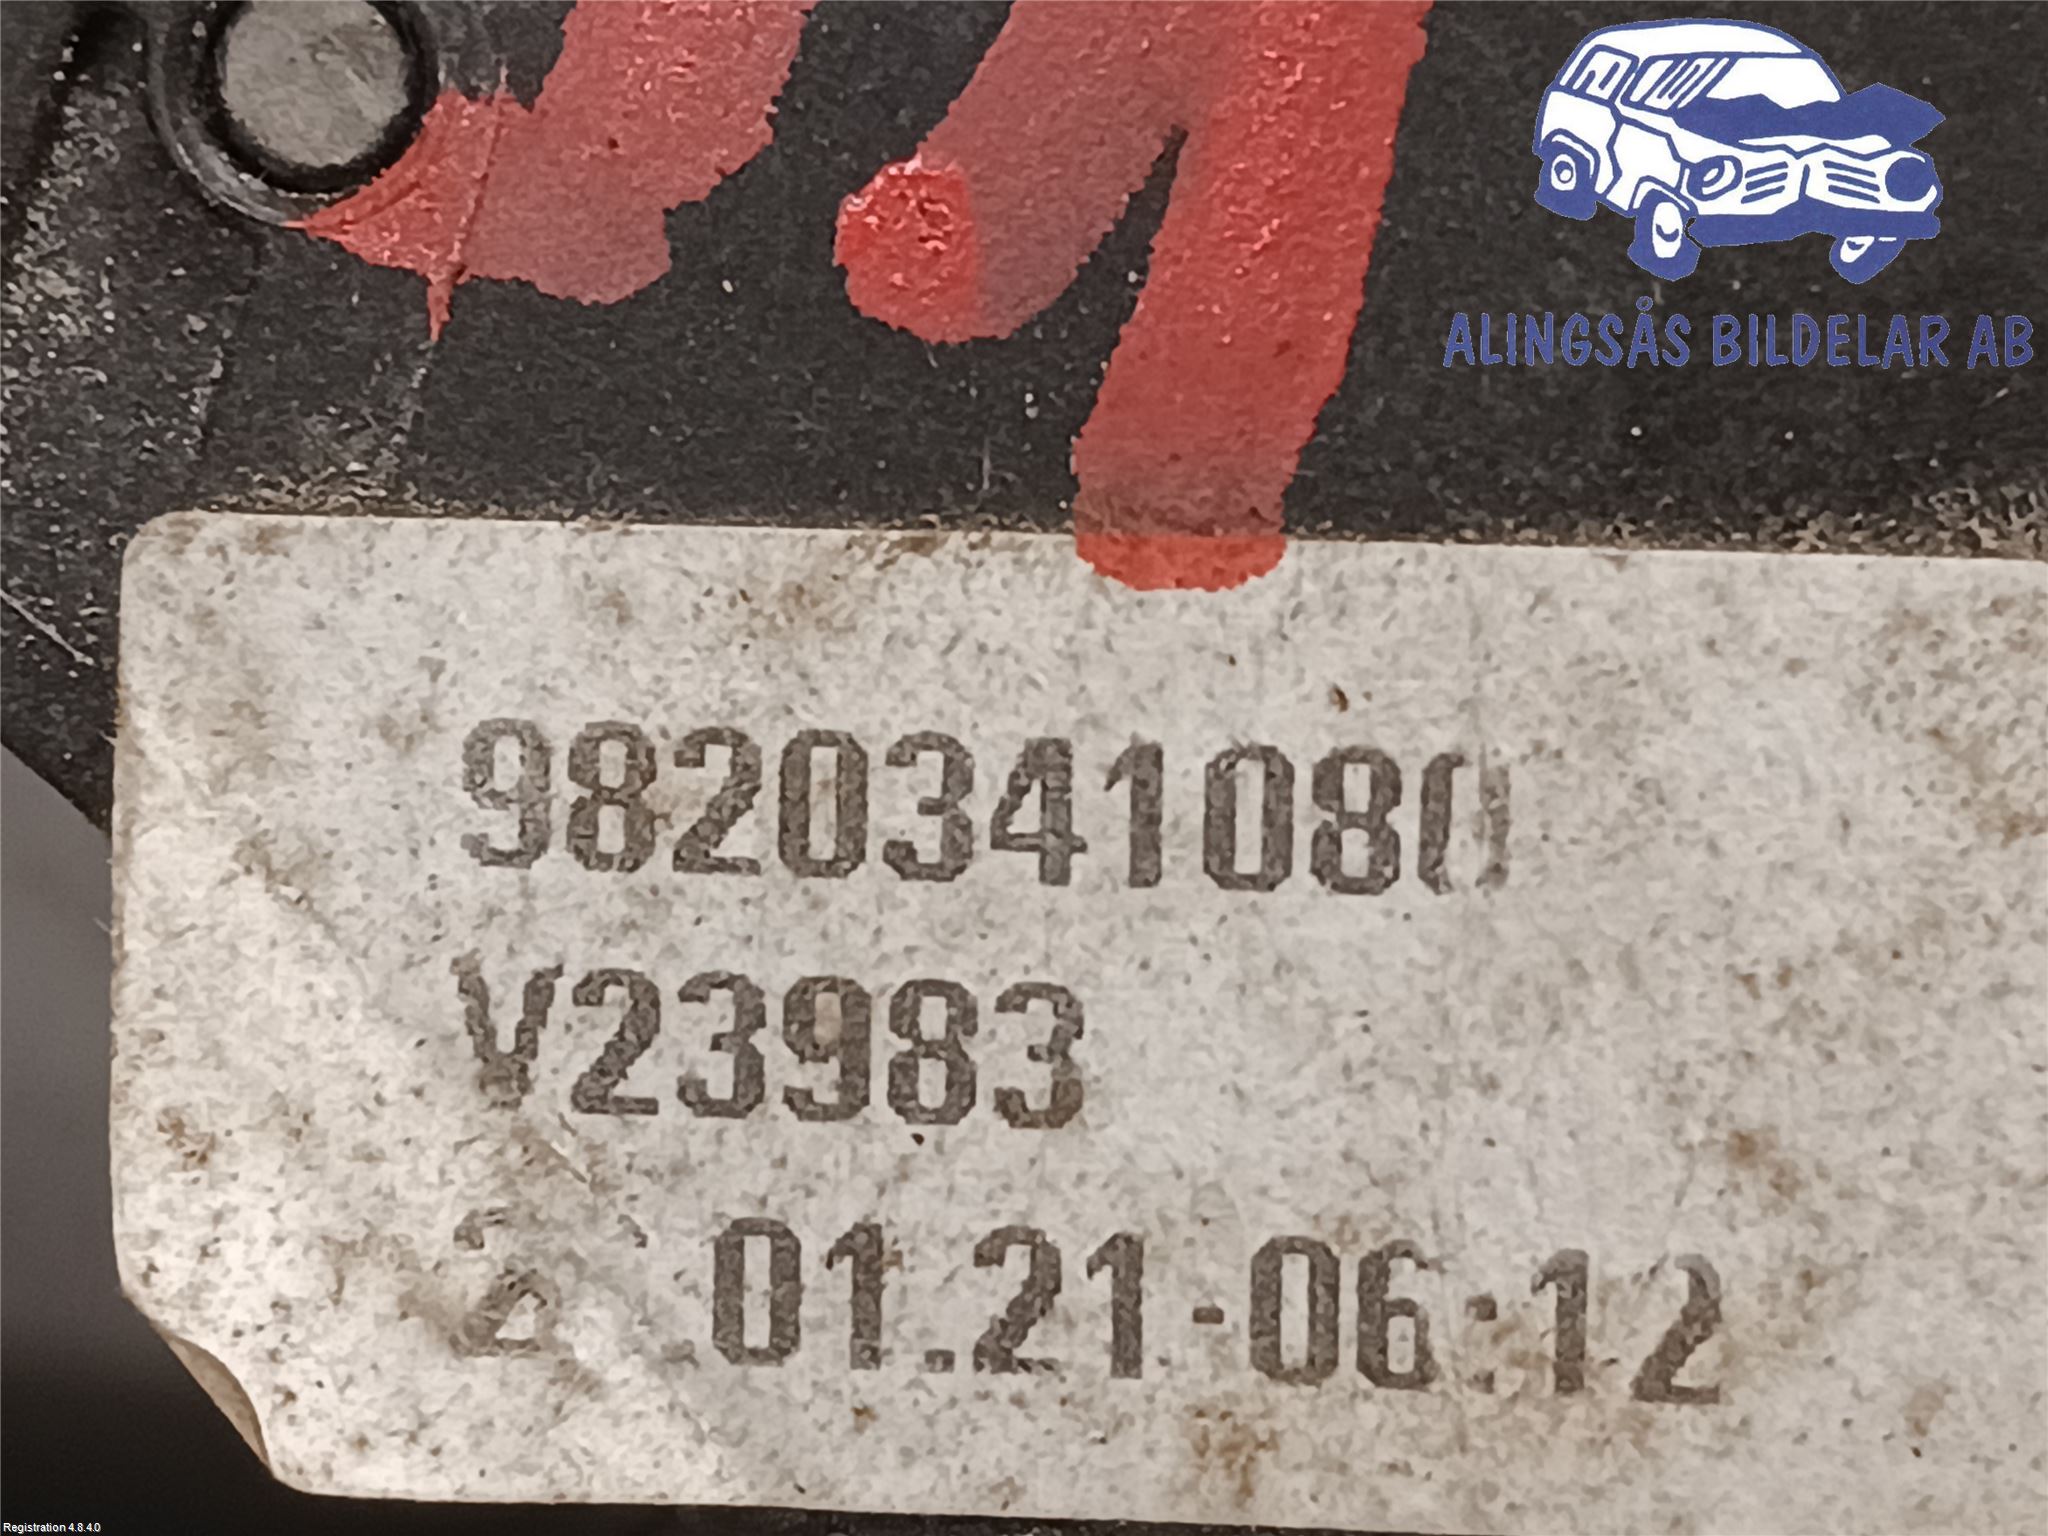 ALINGSÅS BILDELAR AB
9820341080
V23983
01.21-06:12
Registration 4.8.4.0